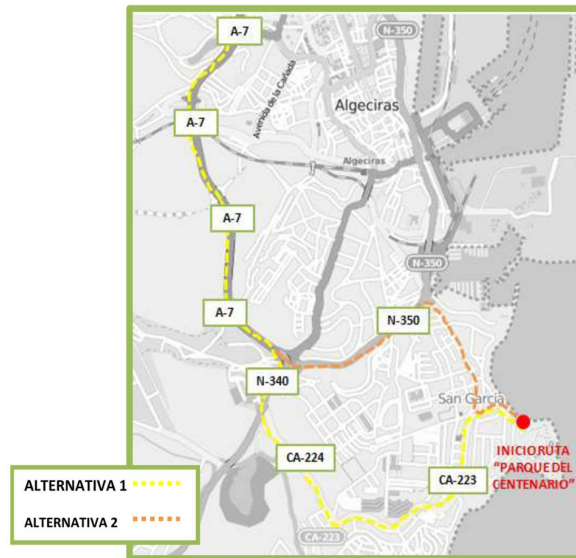 A-7
N-350
Avenida de la Cañada
Algeciras
A-7
Algeciras
A-7
N-350
A-7
N-350
N-340
San García
INICIO RUTA
"PARQUE DEL
CENTENARIO"
CA-224
CA-223
CA-223
ALTERNATIVA 1
ALTERNATIVA 2